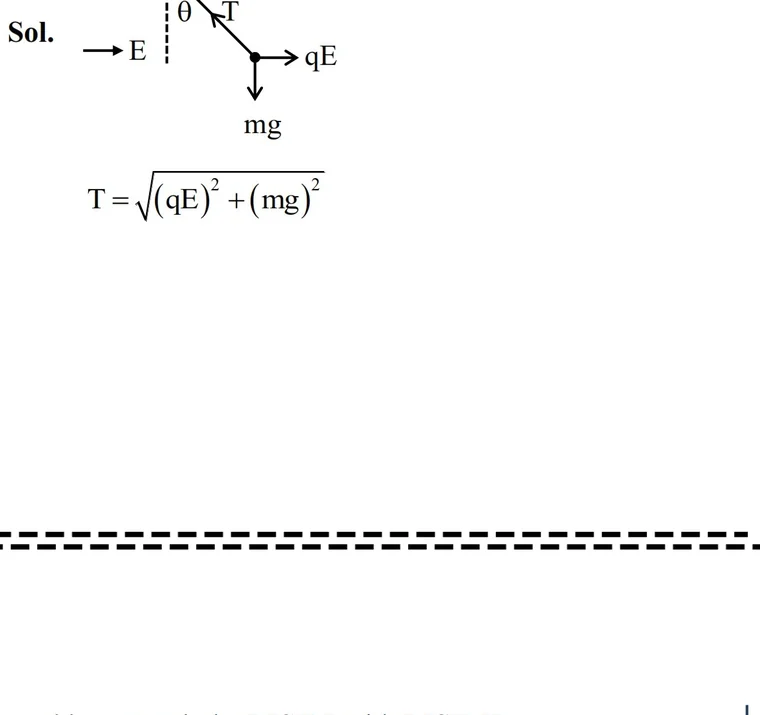 θ T
Sol.
E
qE
mg
T = √((qE)² + (mg)²)